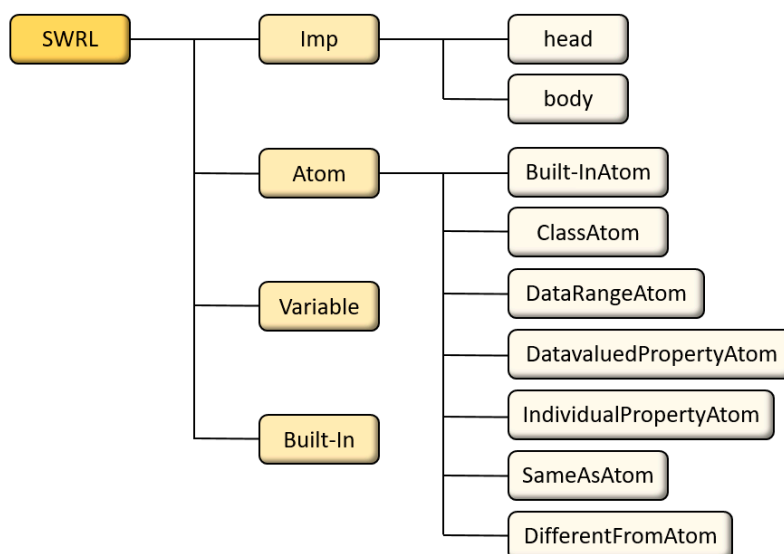 SWRL
Imp
head
body
Atom
Built-InAtom
ClassAtom
DataRangeAtom
Variable
DatavaluedPropertyAtom
IndividualPropertyAtom
Built-In
SameAsAtom
DifferentFromAtom